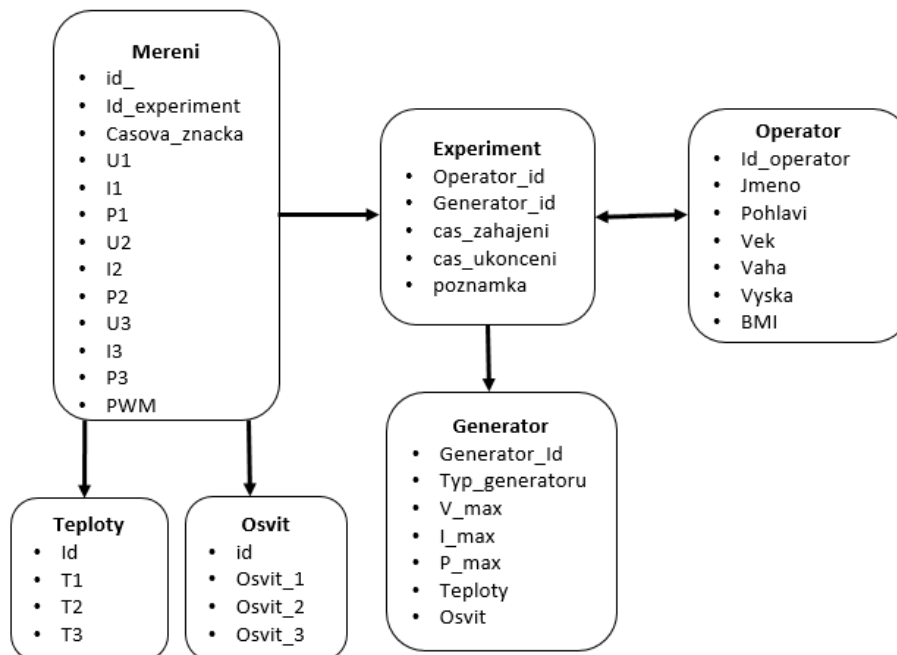 Mereni
• id_
• Id_experiment
• Casova_znacka
• U1
• I1
• P1
• U2
• I2
• P2
• U3
• I3
• P3
• PWM
Experiment
• Operator_id
• Generator_id
• cas_zahajeni
• cas_ukonceni
• poznamka
Operator
• Id_operator
• Jmeno
• Pohlavi
• Vek
• Vaha
• Vyska
• BMI
Teploty
• Id
• T1
• T2
• T3
Osvit
• id
• Osvit_1
• Osvit_2
• Osvit_3
Generator
• Generator_Id
• Typ_generatoru
• V_max
• I_max
• P_max
• Teploty
• Osvit